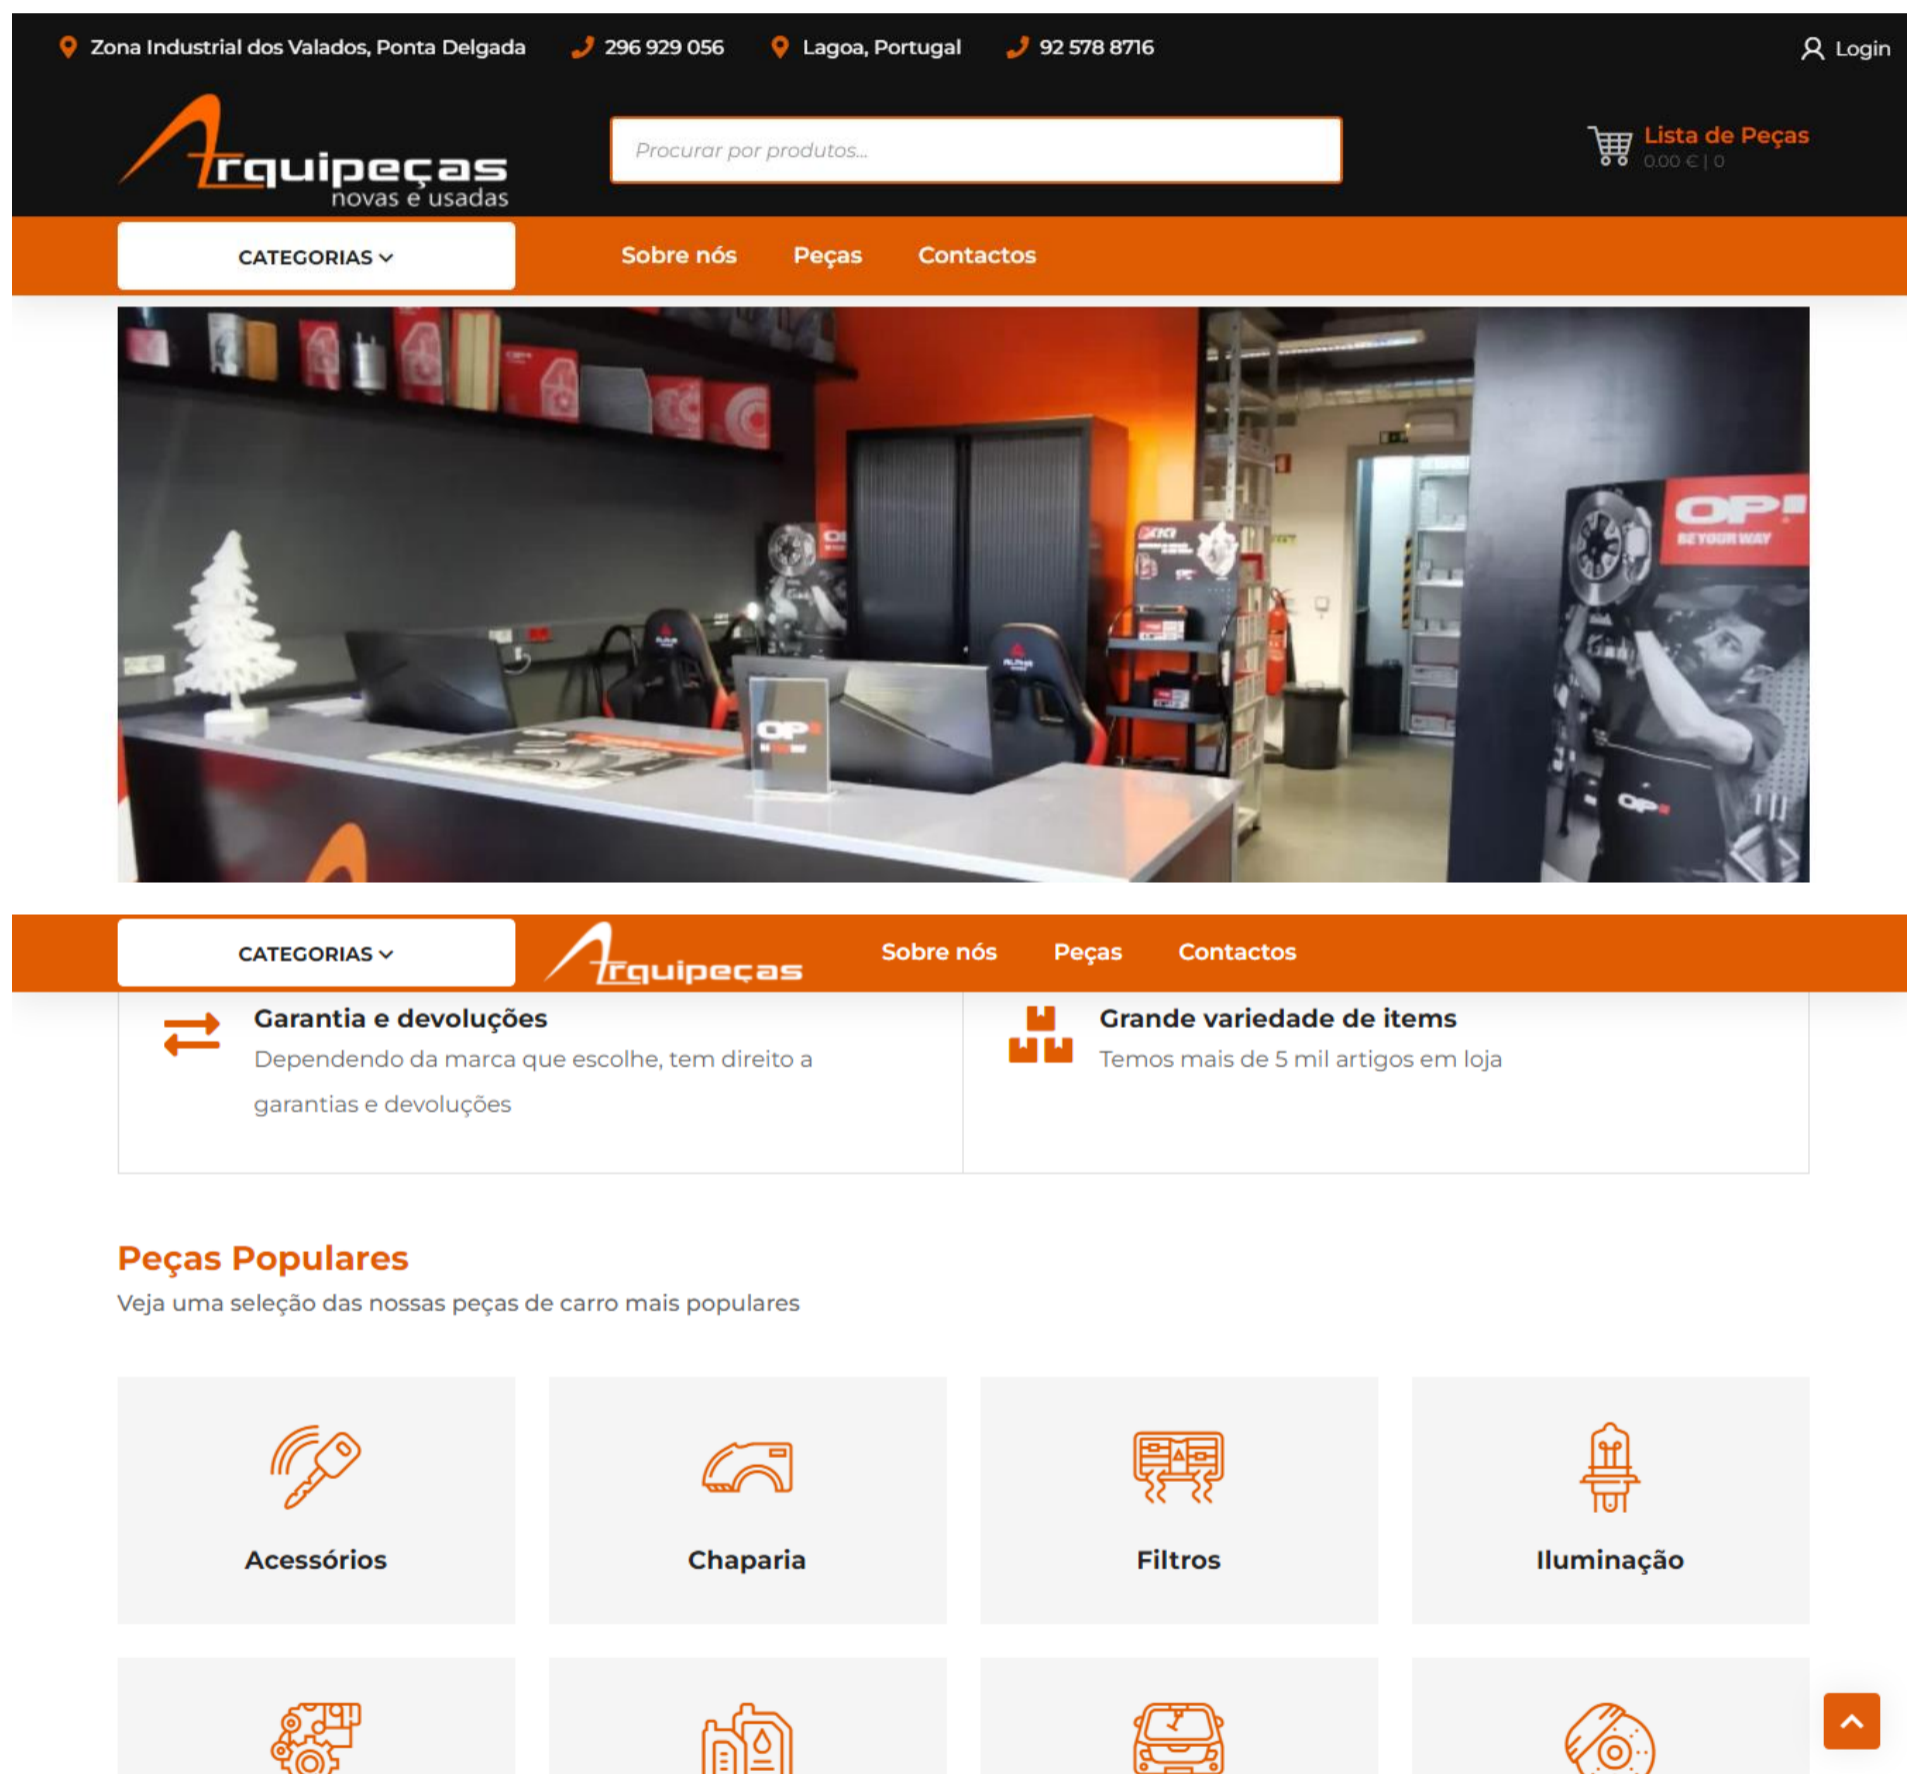 Zona Industrial dos Valados, Ponta Delgada 296 929 056 Lagoa, Portugal 92 578 8716 Login
Arquipeças
novas e usadas
Procurar por produtos...
Lista de Peças
0.00 € | 0
CATEGORIAS Sobre nós Peças Contactos
OP!
BE YOUR WAY
OP!
OP!
CATEGORIAS Arquipeças Sobre nós Peças Contactos
Garantia e devoluções
Dependendo da marca que escolhe, tem direito a
garantias e devoluções
Grande variedade de items
Temos mais de 5 mil artigos em loja
Peças Populares
Veja uma seleção das nossas peças de carro mais populares
Acessórios
Chaparia
Filtros
Iluminação